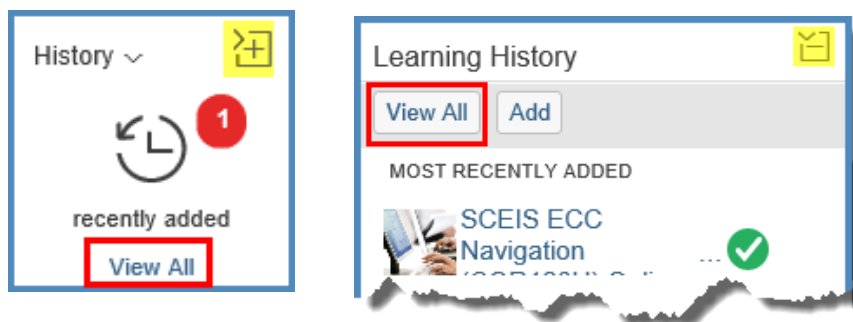 History
1
recently added
View All
Learning History
View All Add
MOST RECENTLY ADDED
SCEIS ECC
Navigation ...